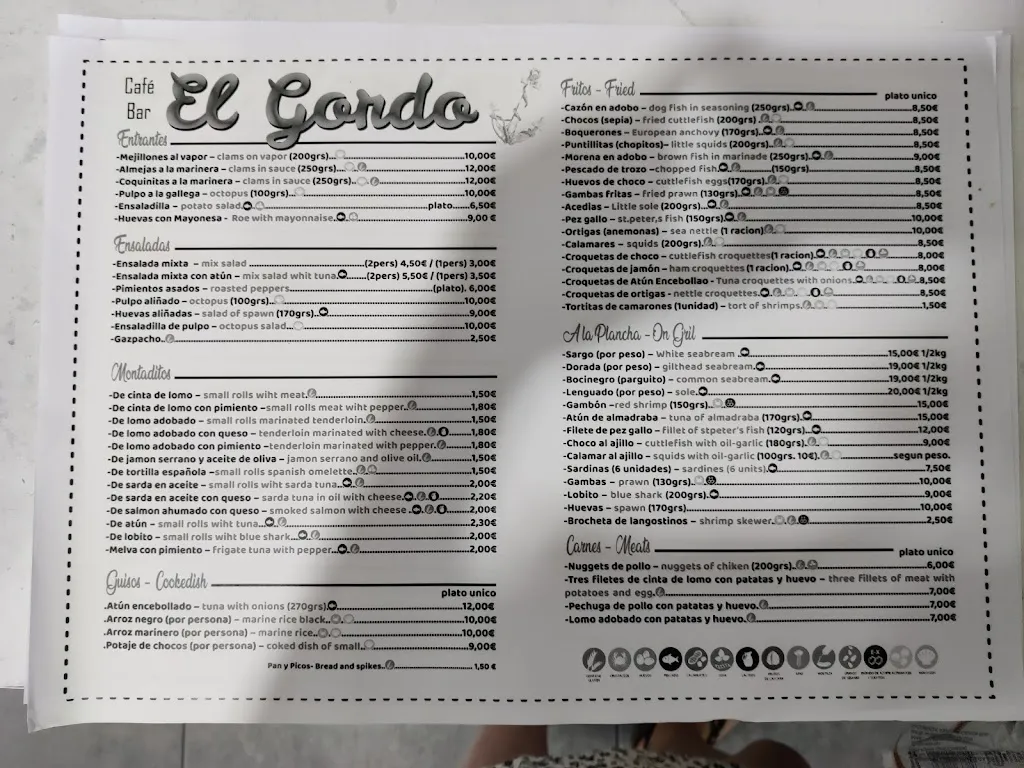 Café
Bar
El Gordo
Entrantes
-Mejillones al vapor – clams on vapor (200grs)...10,00€
-Almejas a la marinera – clams in sauce (250grs)...12,00€
-Coquinitas a la marinera – clams in sauce (250grs)...12,00€
-Pulpo a la gallega – octopus (100grs)...10,00€
-Ensaladilla – potato salad...plato...6,50€
-Huevas con Mayonesa - Roe with mayonnaise...9,00 €
Ensaladas
-Ensalada mixta – mix salad ...(2pers) 4,50€ / (1pers) 3,00€
-Ensalada mixta con atún – mix salad whit tuna...(2pers) 5,50€ / (1pers) 3,50€
-Pimientos asados – roasted peppers...(plato). 6,00€
-Pulpo aliñado – octopus (100grs)...10,00€
-Huevas aliñadas – salad of spawn (170grs)...9,00€
-Ensaladilla de pulpo – octopus salad...10,00€
-Gazpacho...2,50€
Montaditos
-De cinta de lomo – small rolls whit meat...1,50€
-De cinta de lomo con pimiento –small rolls meat whit pepper...1,80€
-De lomo adobado – small rolls marinated tenderloin...1,50€
-De lomo adobado con queso – tenderloin marinated with cheese...1,80€
-De lomo adobado con pimiento –tenderloin marinated with pepper...1,80€
-De jamon serrano y aceite de oliva – jamon serrano and olive oil...1,50€
-De tortilla española –small rolls spanish omelette...1,50€
-De sarda en aceite – small rolls wiht sarda tuna...2,00€
-De sarda en aceite con queso – sarda tuna in oil with cheese...2,20€
-De salmon ahumado con queso – smoked salmon with cheese ...2,00€
-De atún – small rolls wiht tuna...2,30€
-De lobito – small rolls wiht blue shark...2,00€
-Melva con pimiento – frigate tuna with pepper...2,00€
Guisos - Cookedish
plato unico
.Atún encebollado – tuna with onions (270grs)...12,00€
.Arroz negro (por persona) – marine rice black...10,00€
.Arroz marinero (por persona) – marine rice...10,00€
.Potaje de chocos (por persona) – coked dish of small...9,00€
Pan y Picos- Bread and spikes...1,50 €
Fritos - Fried
plato unico
-Cazón en adobo – dog fish in seasoning (250grs)...8,50€
-Chocos (sepia) – fried cuttlefish (200grs)...8,50€
-Boquerones – European anchovy (170grs)...8,50€
-Puntillitas (chopitos)– little squids (200grs)...8,50€
-Morena en adobo – brown fish in marinade (250grs)...9,00€
-Pescado de trozo –chopped fish...(150grs)...8,50€
-Huevos de choco – cuttlefish eggs(170grs)...8,50€
-Gambas fritas – fried prawn (130grs)...8,50€
-Acedias – Little sole (200grs)...8,50€
-Pez gallo – st.peter,s fish (150grs)...10,00€
-Ortigas (anemonas) – sea nettle (1 racion)...10,00€
-Calamares – squids (200grs)...8,50€
-Croquetas de choco – cuttlefish croquettes(1 racion)...8,00€
-Croquetas de jamón – ham croquettes(1 racion)...8,00€
-Croquetas de Atún Encebollao - Tuna croquettes with onions...8,50€
-Croquetas de ortigas - nettle croquettes...8,50€
-Tortitas de camarones (1unidad) – tort of shrimps...1,50€
A la Plancha - On Gril
-Sargo (por peso) – White seabream ...15,00€ 1/2kg
-Dorada (por peso) – gilthead seabream...19,00€ 1/2kg
-Bocinegro (parguito) – common seabream...19,00€ 1/2kg
-Lenguado (por peso) – sole...20,00€ 1/2kg
-Gambón –red shrimp (150grs)...15,00€
-Atún de almadraba – tuna of almadraba (170grs)...15,00€
-Filete de pez gallo – fillet of stpeter's fish (120grs)...12,00€
-Choco al ajillo – cuttlefish with oil-garlic (180grs)...9,00€
-Calamar al ajillo – squids with oil-garlic (100grs. 10€)...segun peso.
-Sardinas (6 unidades) – sardines (6 units)...7,50€
-Gambas – prawn (130grs)...10,00€
-Lobito – blue shark (200grs)...9,00€
-Huevas – spawn (170grs)...10,00€
-Brocheta de langostinos – shrimp skewer...2,50€
Carnes - Meats
plato unico
-Nuggets de pollo – nuggets of chiken (200grs)...6,00€
-Tres filetes de cinta de lomo con patatas y huevo – three fillets of meat with
potatoes and egg...7,00€
-Pechuga de pollo con patatas y huevo...7,00€
-Lomo adobado con patatas y huevo...7,00€